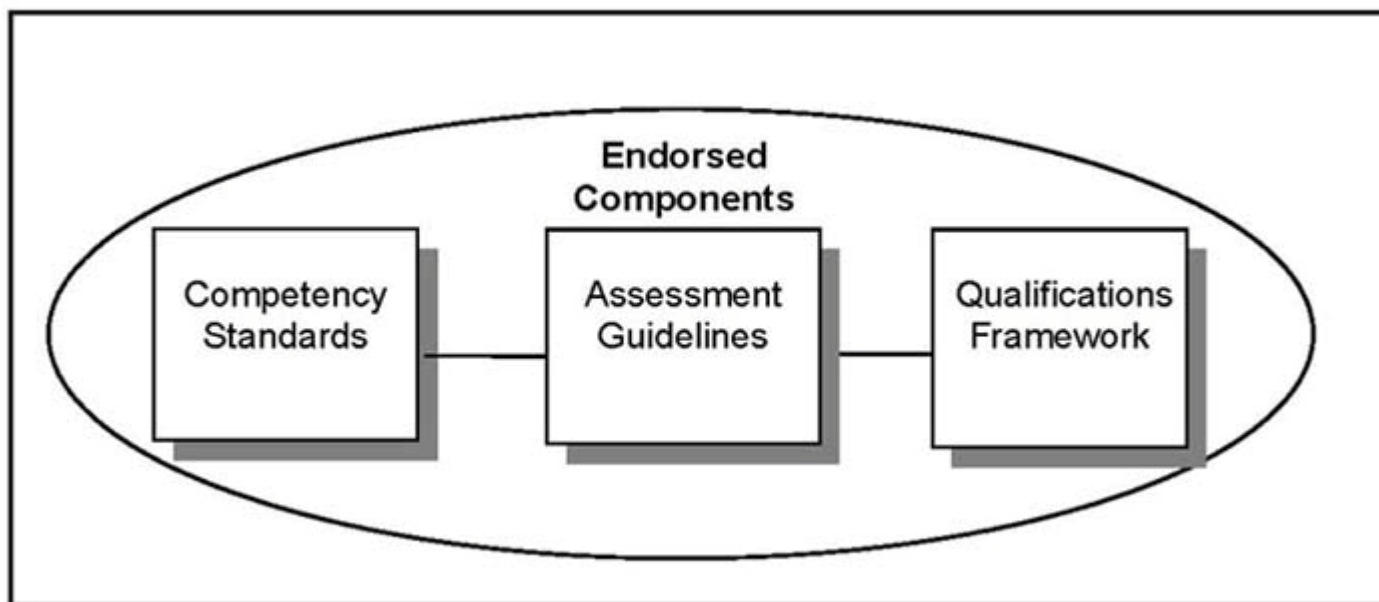 Endorsed
Components
Competency
Standards
Assessment
Guidelines
Qualifications
Framework